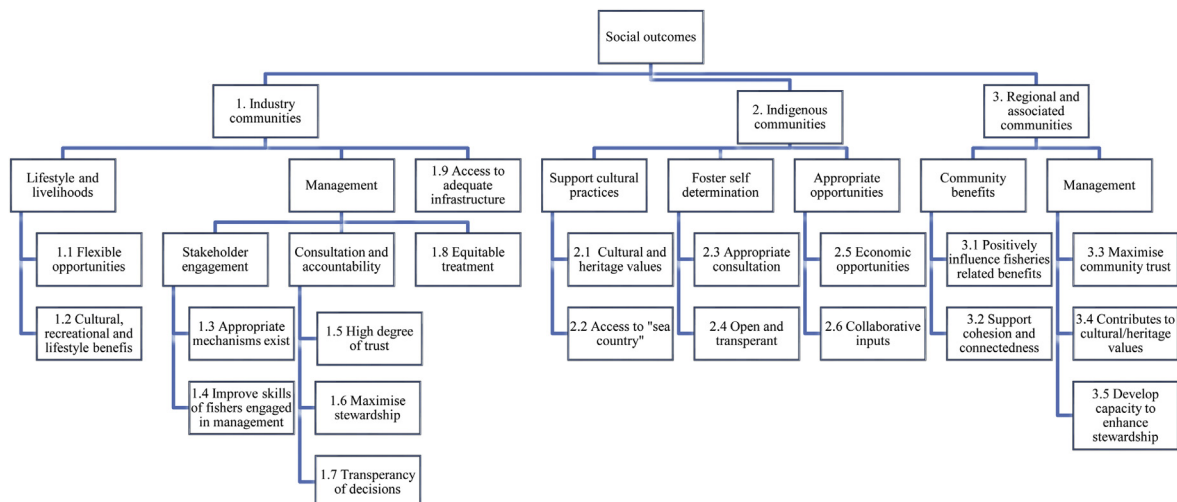 Social outcomes
1. Industry
communities
2. Indigenous
communities
3. Regional and
associated
communities
Lifestyle and
livelihoods
Management
1.9 Access to
adequate
infrastructure
Support cultural
practices
Foster self
determination
Appropriate
opportunities
Community
benefits
Management
1.1 Flexible
opportunities
Stakeholder
engagement
Consultation and
accountability
1.8 Equitable
treatment
2.1 Cultural and
heritage values
2.3 Appropriate
consultation
2.5 Economic
opportunities
3.1 Positively
influence fisheries
related benefits
3.3 Maximise
community trust
1.2 Cultural,
recreational and
lifestyle benefis
1.3 Appropriate
mechanisms exist
1.5 High degree
of trust
2.2 Access to "sea
country"
2.4 Open and
transperant
2.6 Collaborative
inputs
3.2 Support
cohesion and
connectedness
3.4 Contributes to
cultural/heritage
values
1.4 Improve skills
of fishers engaged
in management
1.6 Maximise
stewardship
3.5 Develop
capacity to
enhance
stewardship
1.7 Transperancy
of decisions